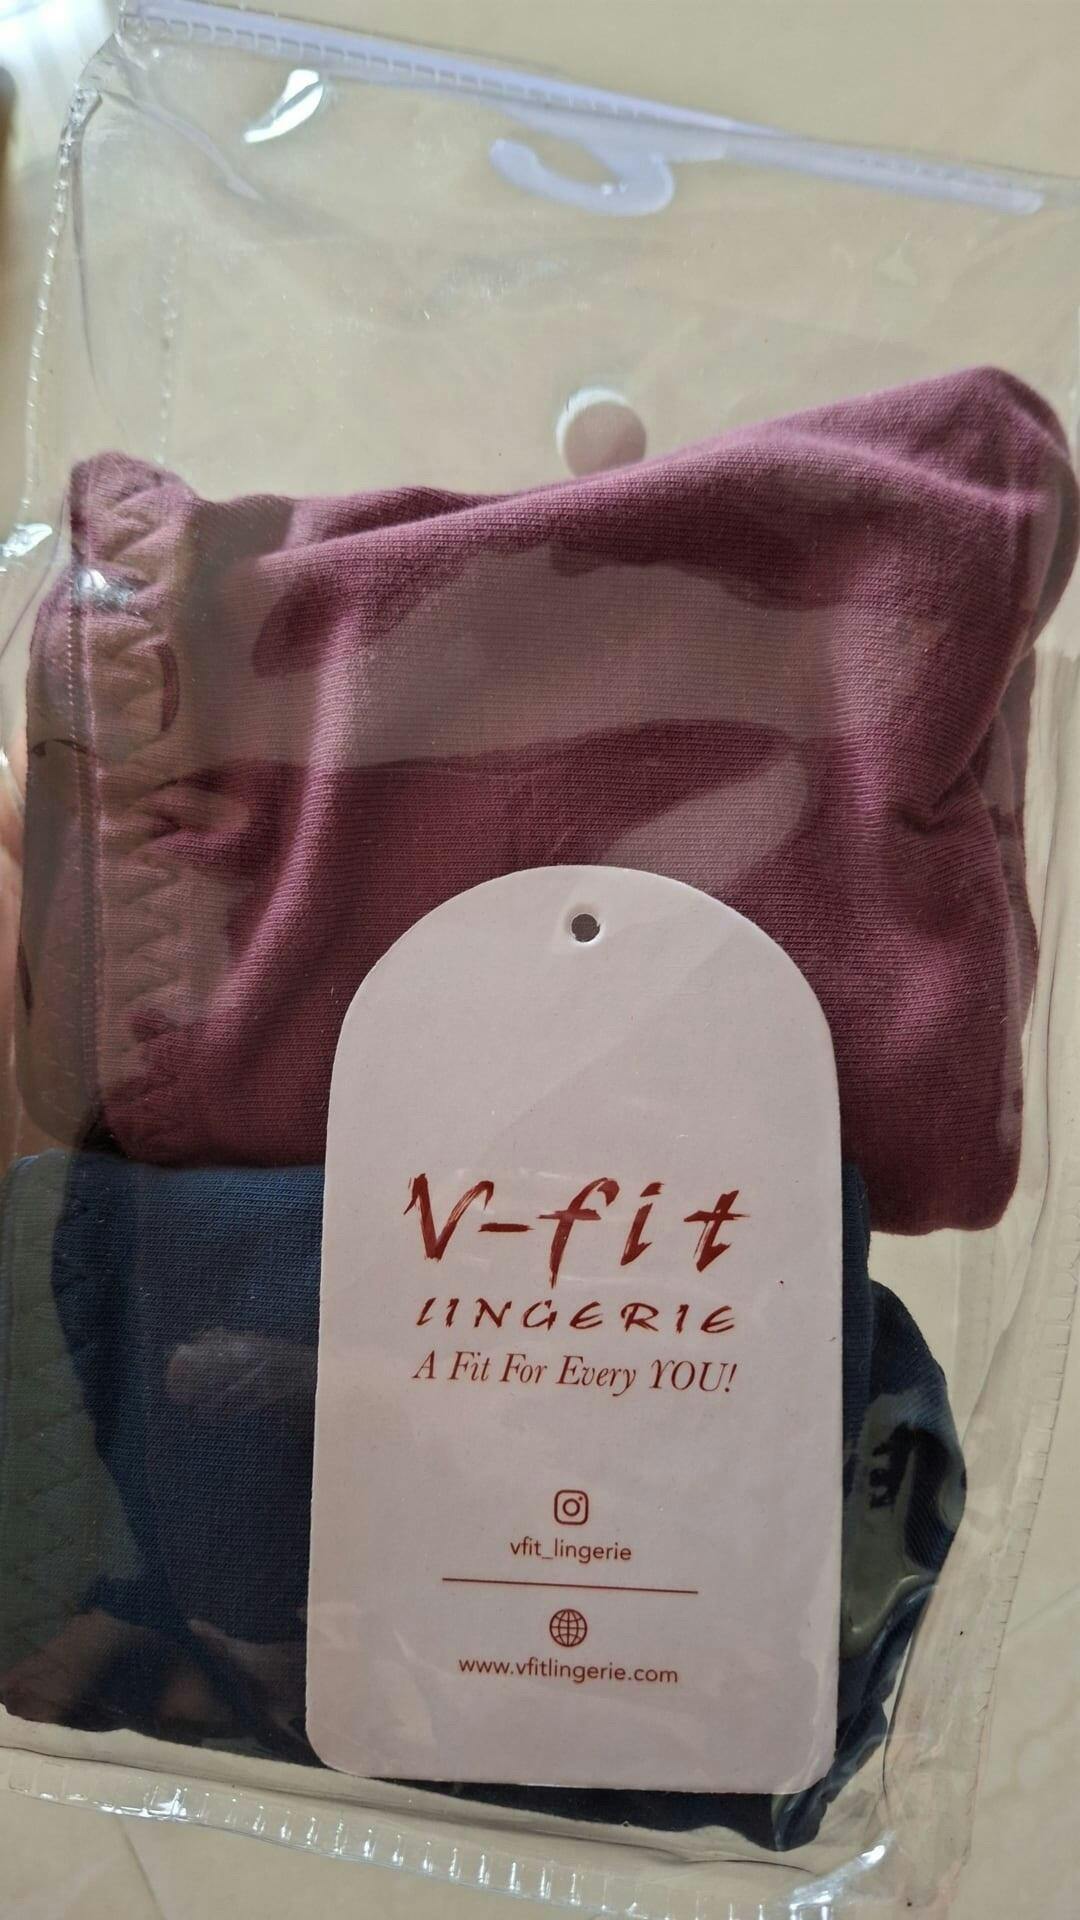 V-fit
LINGERIE
A Fit For Every YOU!
vfit_lingerie
www.vfitlingerie.com